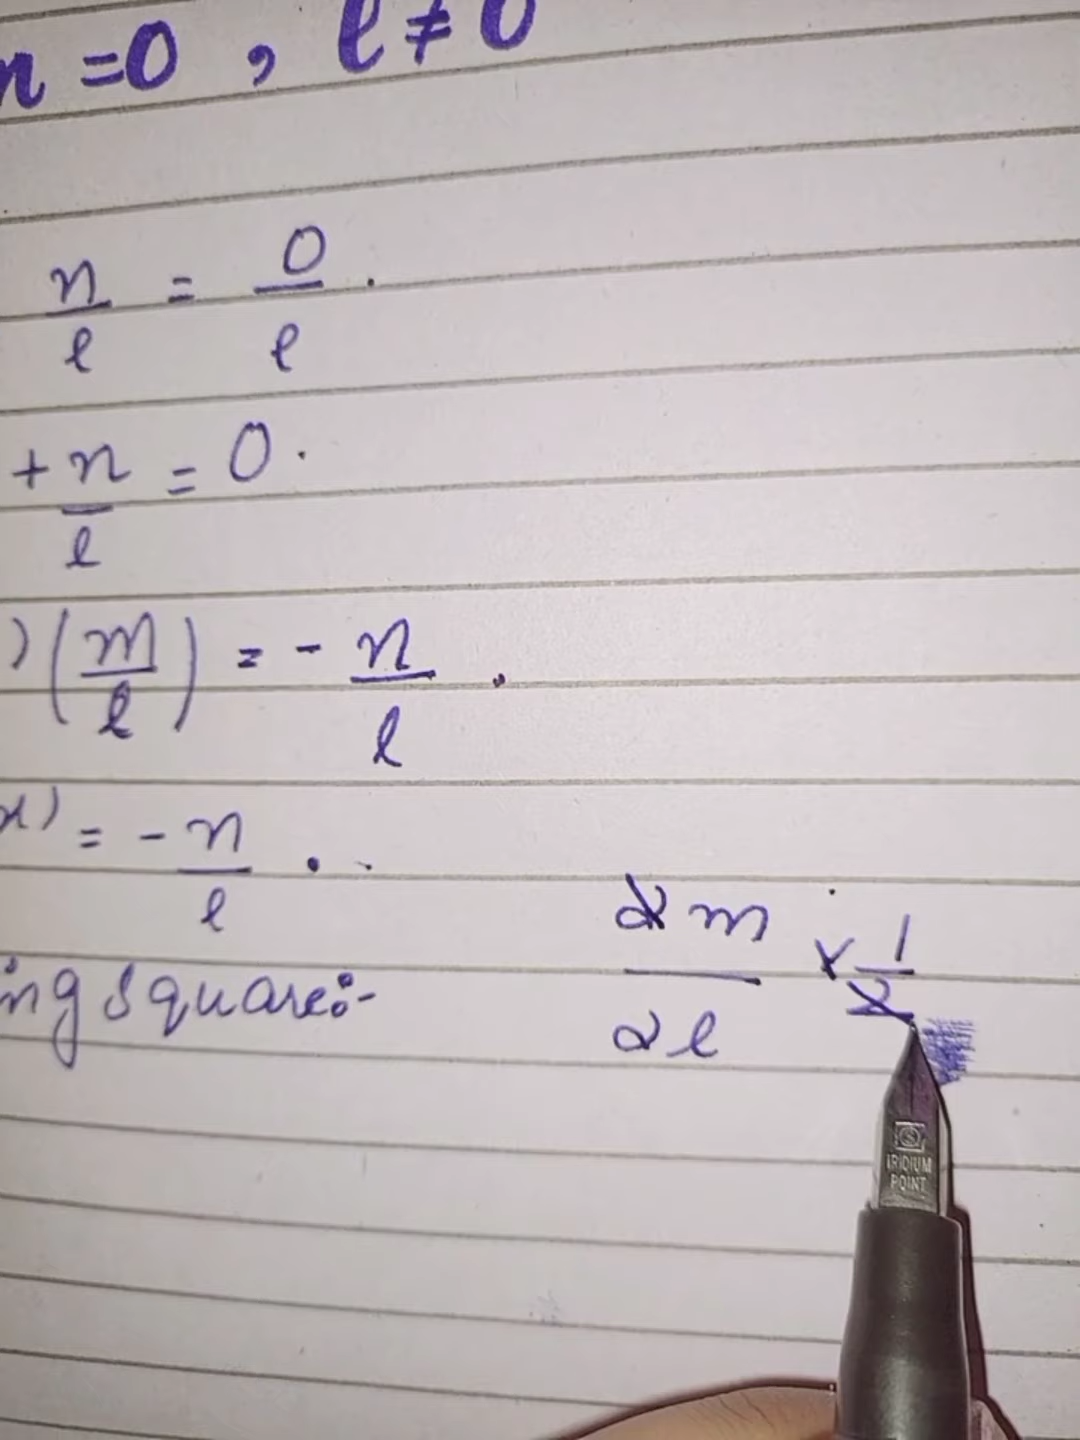 n = 0 , l ≠ 0
n/l = 0/l .
+ n/l = 0 .
) (m/l) = - n/l .
x) = - n/l . .
ing square:-
2m/2l × 1/2
IRIDIUM
POINT